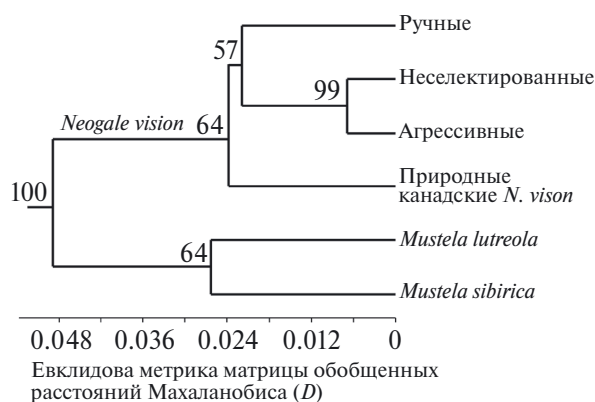 Ручные
57
Неселектированные
99
Neogale vision
64
Агрессивные
Природные
канадские N. vison
100
Mustela lutreola
64
Mustela sibirica
0.048 0.036 0.024 0.012 0
Евклидова метрика матрицы обобщенных
расстояний Махаланобиса (D)